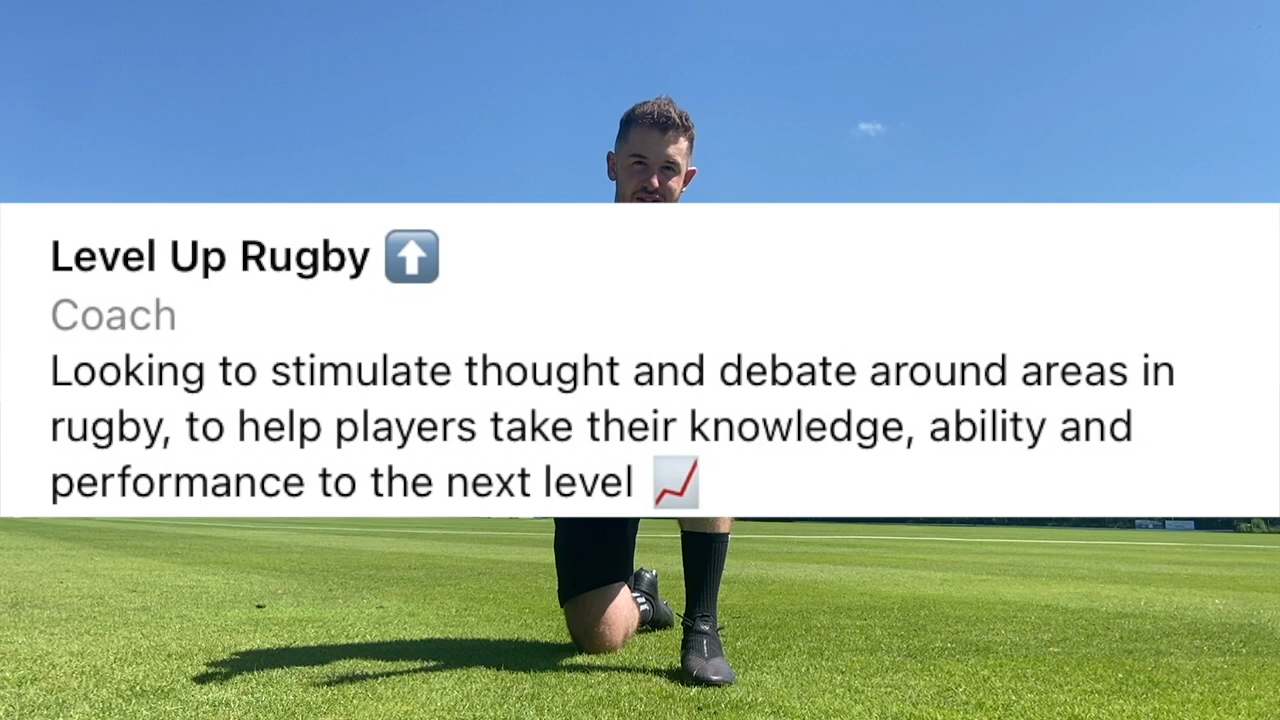 Level Up Rugby ⬆️
Coach
Looking to stimulate thought and debate around areas in
rugby, to help players take their knowledge, ability and
performance to the next level 📈